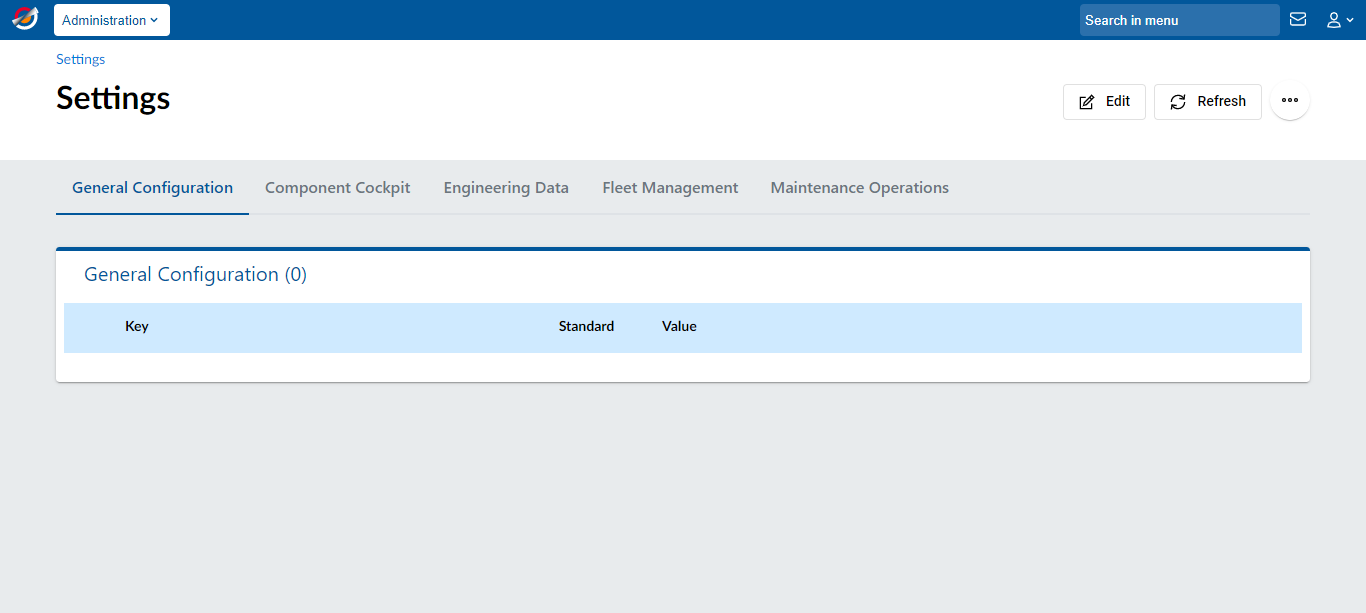 Administration
Search in menu
Settings
Settings
Edit
Refresh
General Configuration
Component Cockpit
Engineering Data
Fleet Management
Maintenance Operations
General Configuration (0)
Key
Standard
Value